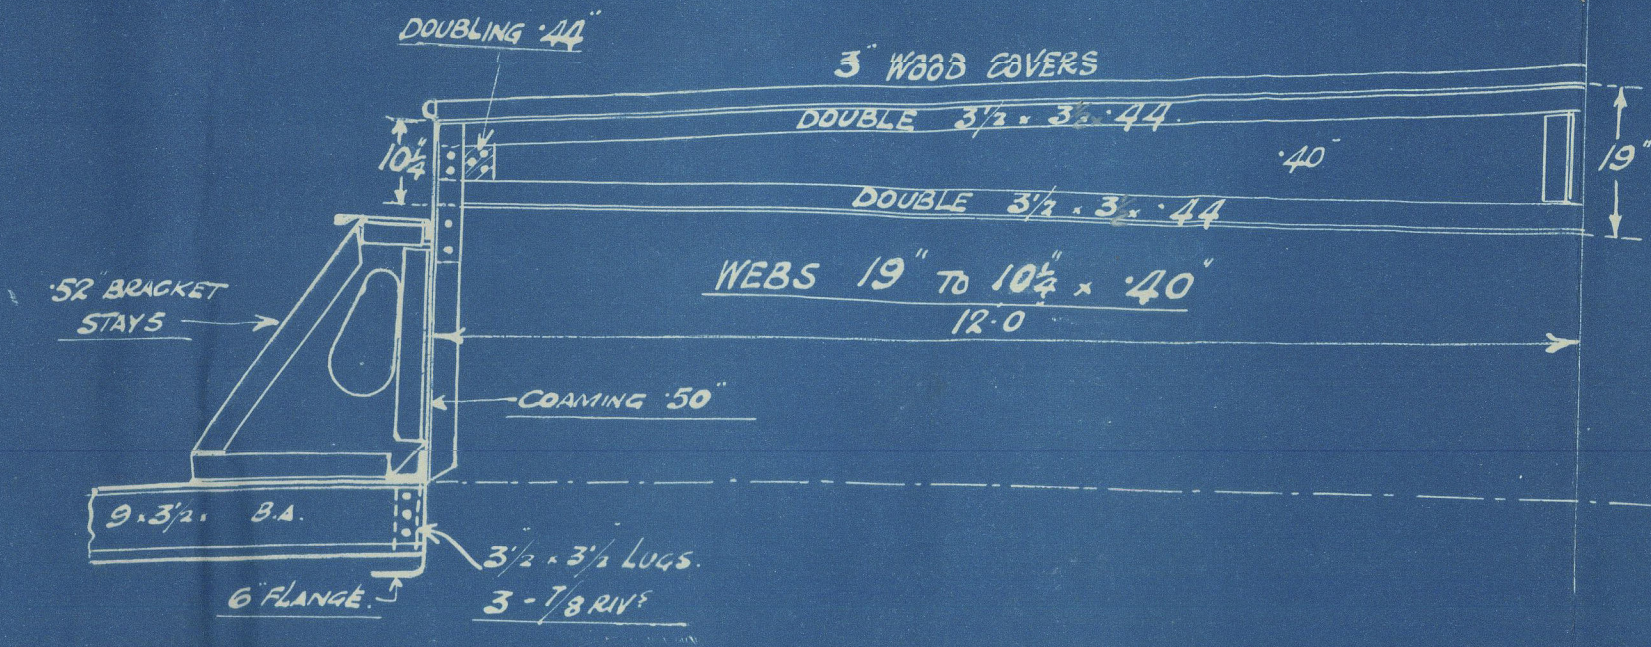 DOUBLING ·44"
3" WOOD COVERS
DOUBLE 3½ × 3½ × ·44.
10¼"
·40"
19"
DOUBLE 3½ × 3½ × ·44
WEBS 19" TO 10¼" × ·40"
12·0
·52" BRACKET
STAYS
COAMING ·50"
9 × 3½ × B.A.
3½" × 3½" LUGS.
3 - 7/8 RIVS
6" FLANGE.